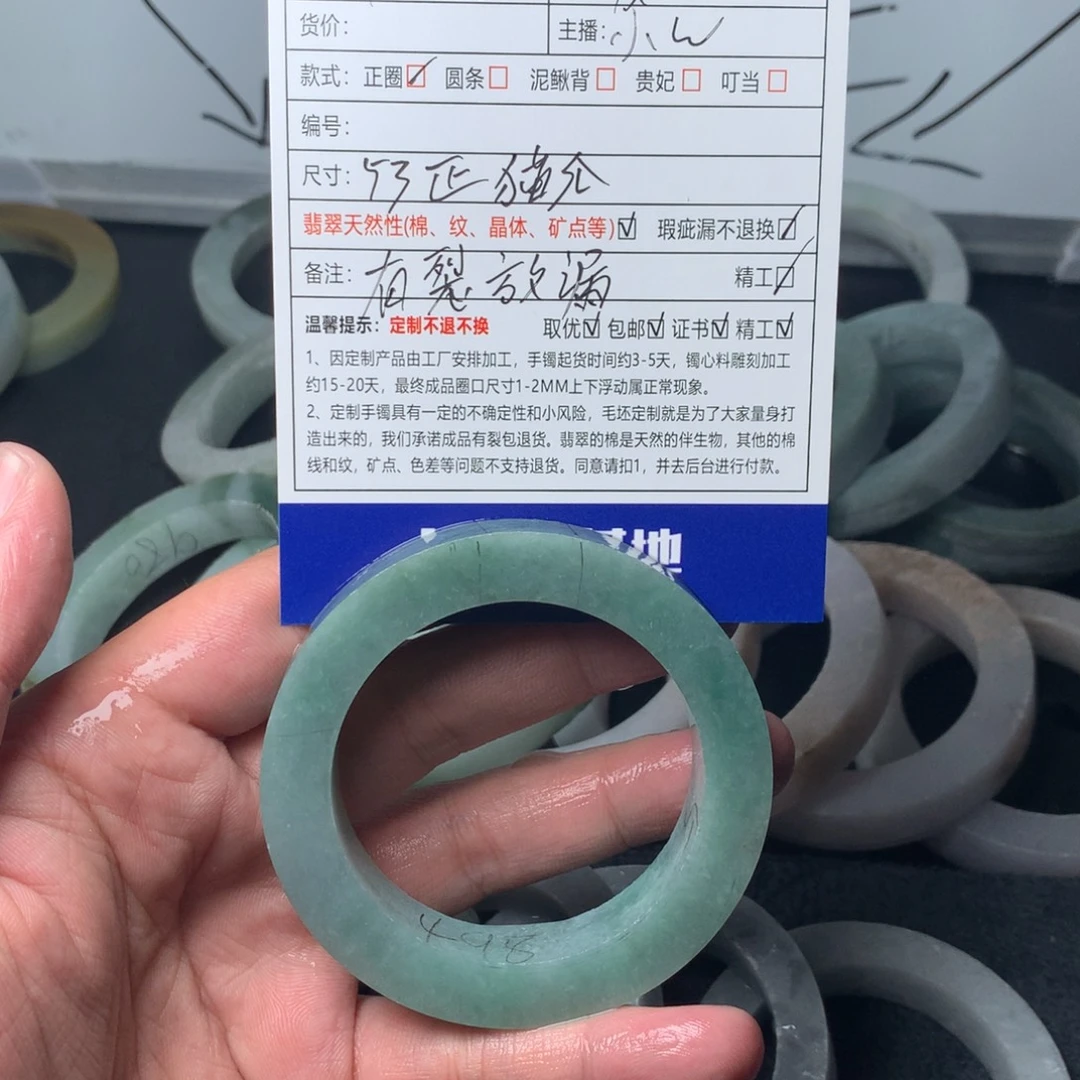 货价: 主播: 小W
款式: 正圈☑ 圆条□ 泥鳅背□ 贵妃□ 叮当□
编号:
尺寸: 53正
翡翠天然性(棉、纹、晶体、矿点等)☑ 瑕疵漏不退换☑
备注: 有裂 漏 精工☑
温馨提示: 定制不退不换 取优☑ 包邮☑ 证书☑ 精工☑
1、因定制产品由工厂安排加工，手镯起货时间约3-5天，镯心料雕刻加工
约15-20天，最终成品圈口尺寸1-2MM上下浮动属正常现象。
2、定制手镯具有一定的不确定性和小风险，毛坯定制就是为了大家量身打
造出来的，我们承诺成品有裂包退货。翡翠的棉是天然的伴生物，其他的棉
线和纹，矿点、色差等问题不支持退货。同意请扣1，并去后台进行付款。
基地
498